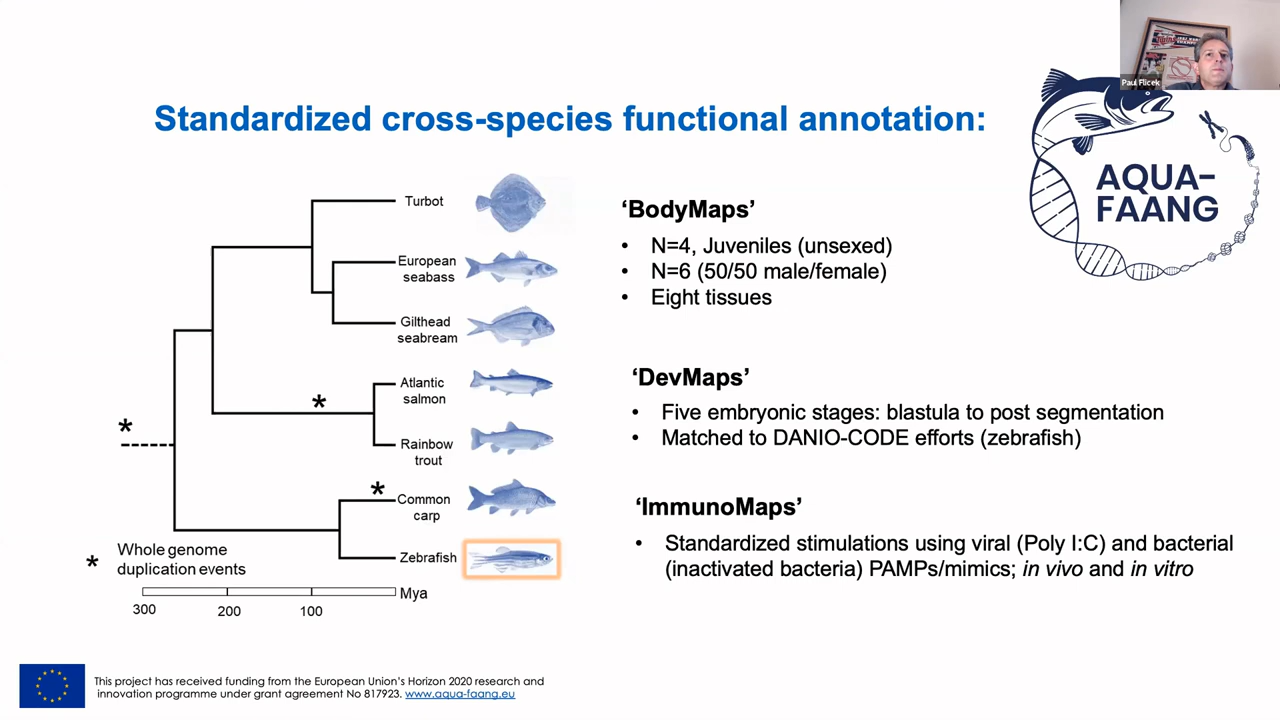 Paul Flicek
Standardized cross-species functional annotation:
AQUA-
FAANG
Turbot
European
seabass
Gilthead
seabream
Atlantic
salmon
Rainbow
trout
Common
carp
Zebrafish
*
*
*
* Whole genome
duplication events
Mya
300 200 100
‘BodyMaps’
• N=4, Juveniles (unsexed)
• N=6 (50/50 male/female)
• Eight tissues
‘DevMaps’
• Five embryonic stages: blastula to post segmentation
• Matched to DANIO-CODE efforts (zebrafish)
‘ImmunoMaps’
• Standardized stimulations using viral (Poly I:C) and bacterial
(inactivated bacteria) PAMPs/mimics; in vivo and in vitro
This project has received funding from the European Union’s Horizon 2020 research and
innovation programme under grant agreement No 817923. www.aqua-faang.eu